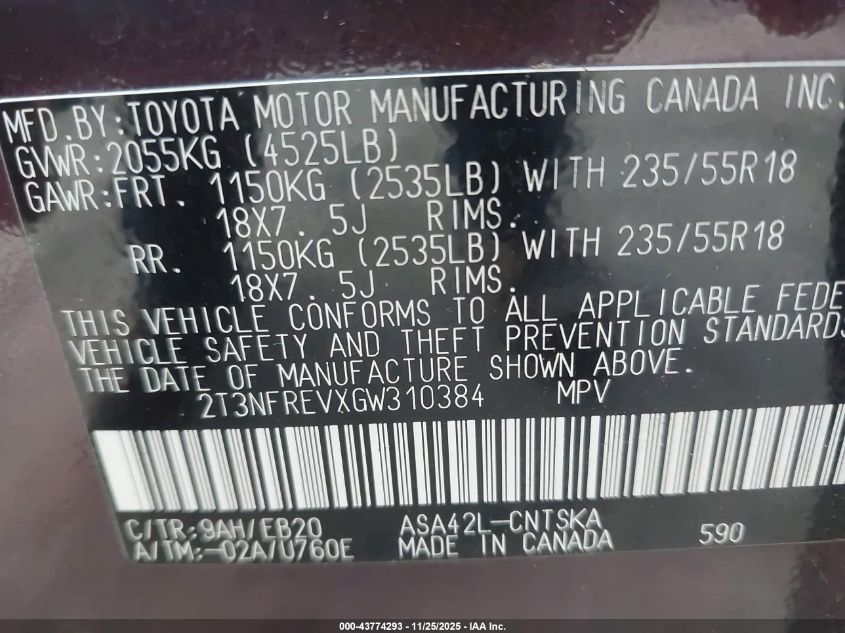 MFD.BY:TOYOTA MOTOR MANUFACTURING CANADA INC.
GVWR:2055KG (4525LB)
GAWR:FRT. 1150KG (2535LB) WITH 235/55R18
18X7.5J RIMS.
RR. 1150KG (2535LB) WITH 235/55R18
18X7.5J RIMS.
THIS VEHICLE CONFORMS TO ALL APPLICABLE FEDE
VEHICLE SAFETY AND THEFT PREVENTION STANDARDS
THE DATE OF MANUFACTURE SHOWN ABOVE.
2T3NFREVXGW310384 MPV
C/TR:9AH/EB20 ASA42L-CNTSKA
A/TM:-02A/U760E MADE IN CANADA 590
000-43774293 - 11/25/2025 - IAA Inc.